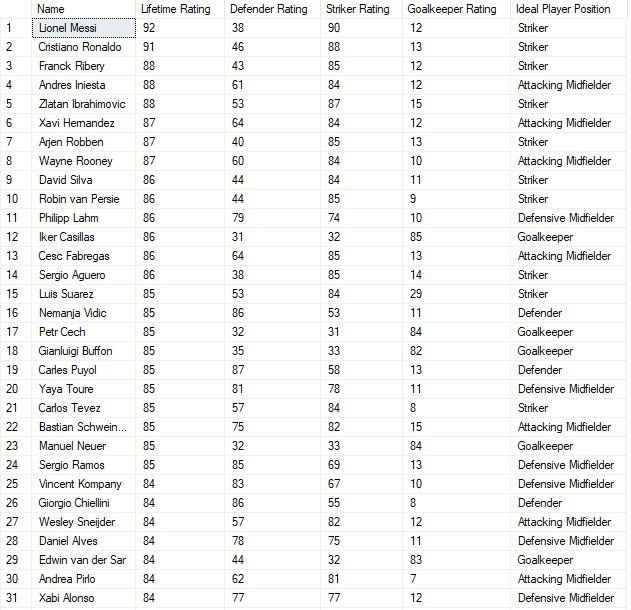 Name Lifetime Rating Defender Rating Striker Rating Goalkeeper Rating Ideal Player Position
1 Lionel Messi 92 38 90 12 Striker
2 Cristiano Ronaldo 91 46 88 13 Striker
3 Franck Ribery 88 43 85 12 Striker
4 Andres Iniesta 88 61 84 12 Attacking Midfielder
5 Zlatan Ibrahimovic 88 53 87 15 Striker
6 Xavi Hernandez 87 64 84 12 Attacking Midfielder
7 Arjen Robben 87 40 85 13 Striker
8 Wayne Rooney 87 60 84 10 Attacking Midfielder
9 David Silva 86 44 84 11 Striker
10 Robin van Persie 86 44 85 9 Striker
11 Philipp Lahm 86 79 74 10 Defensive Midfielder
12 Iker Casillas 86 31 32 85 Goalkeeper
13 Cesc Fabregas 86 64 85 13 Attacking Midfielder
14 Sergio Aguero 86 38 85 14 Striker
15 Luis Suarez 85 53 84 29 Striker
16 Nemanja Vidic 85 86 53 11 Defender
17 Petr Cech 85 32 31 84 Goalkeeper
18 Gianluigi Buffon 85 35 33 82 Goalkeeper
19 Carles Puyol 85 87 58 13 Defender
20 Yaya Toure 85 81 78 11 Defensive Midfielder
21 Carlos Tevez 85 57 84 8 Striker
22 Bastian Schwein... 85 75 82 15 Attacking Midfielder
23 Manuel Neuer 85 32 33 84 Goalkeeper
24 Sergio Ramos 85 85 69 13 Defensive Midfielder
25 Vincent Kompany 84 83 67 10 Defensive Midfielder
26 Giorgio Chiellini 84 86 55 8 Defender
27 Wesley Sneijder 84 57 82 12 Attacking Midfielder
28 Daniel Alves 84 78 75 11 Defensive Midfielder
29 Edwin van der Sar 84 44 32 83 Goalkeeper
30 Andrea Pirlo 84 62 81 7 Attacking Midfielder
31 Xabi Alonso 84 77 77 12 Defensive Midfielder